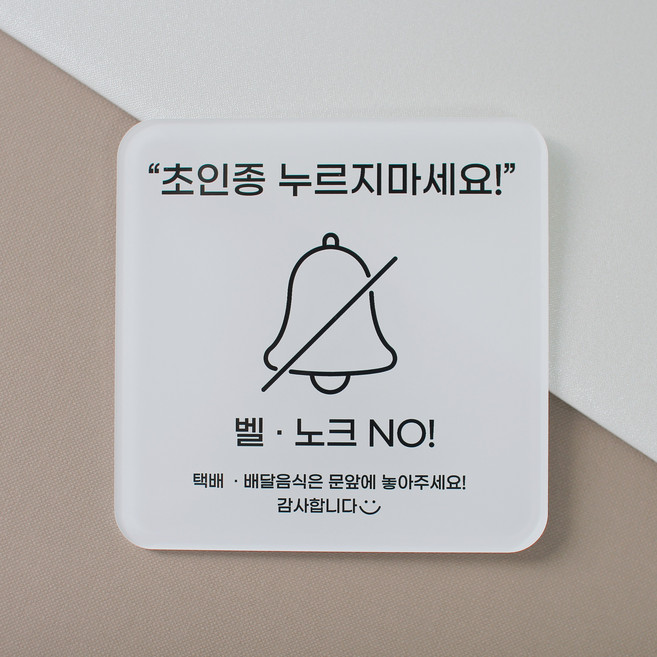 “초인종 누르지마세요!”
벨 · 노크 NO!
택배 · 배달음식은 문앞에 놓아주세요!
감사합니다